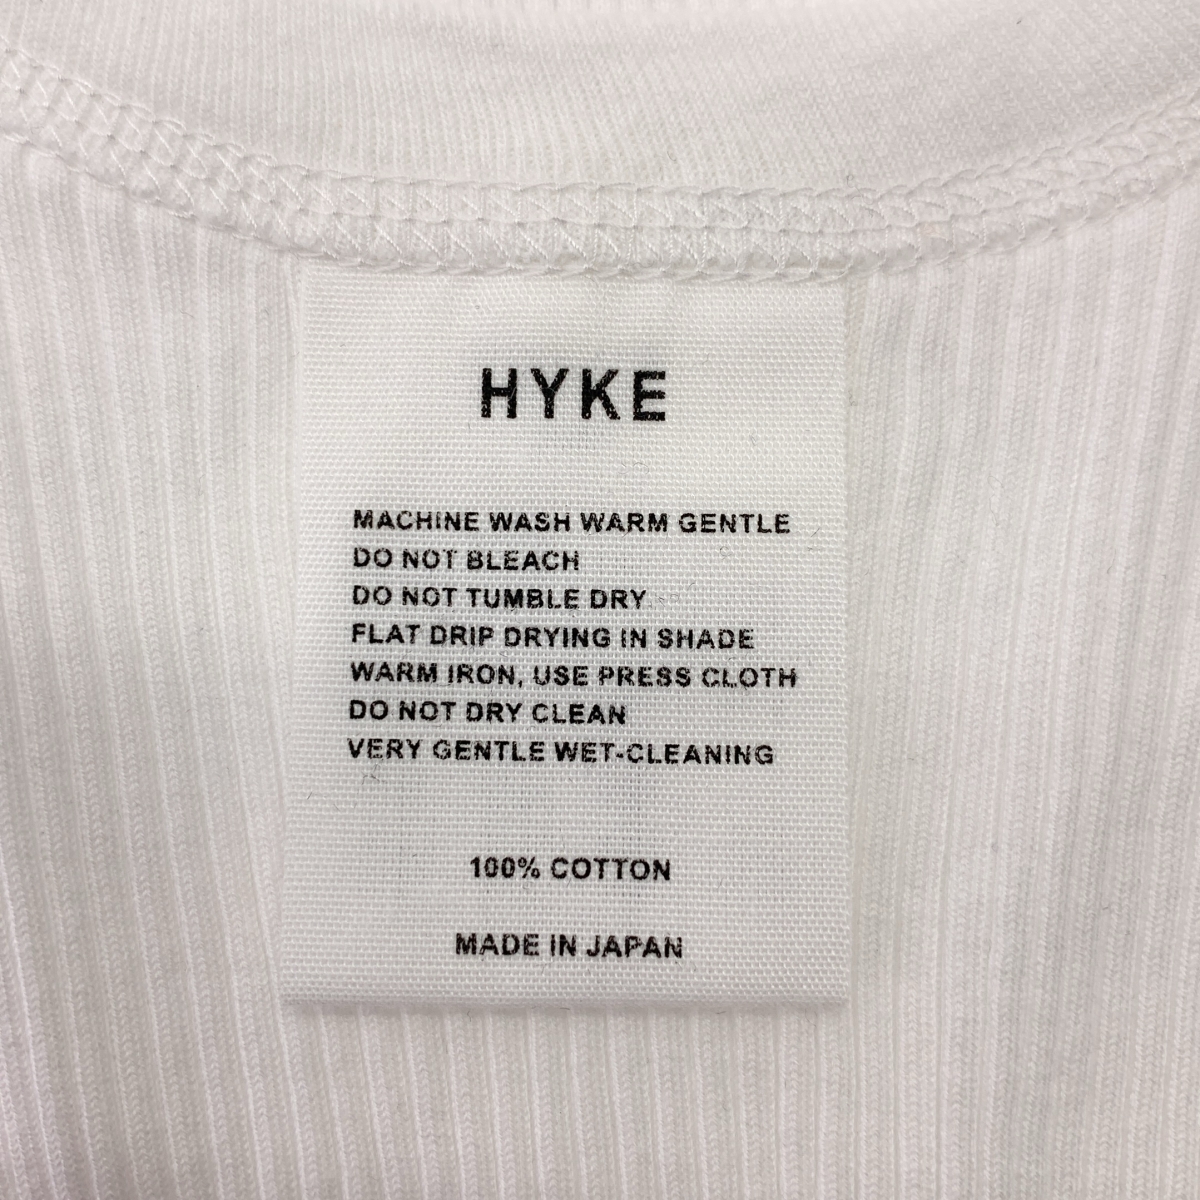 HYKE
MACHINE WASH WARM GENTLE
DO NOT BLEACH
DO NOT TUMBLE DRY
FLAT DRIP DRYING IN SHADE
WARM IRON, USE PRESS CLOTH
DO NOT DRY CLEAN
VERY GENTLE WET-CLEANING
100% COTTON
MADE IN JAPAN